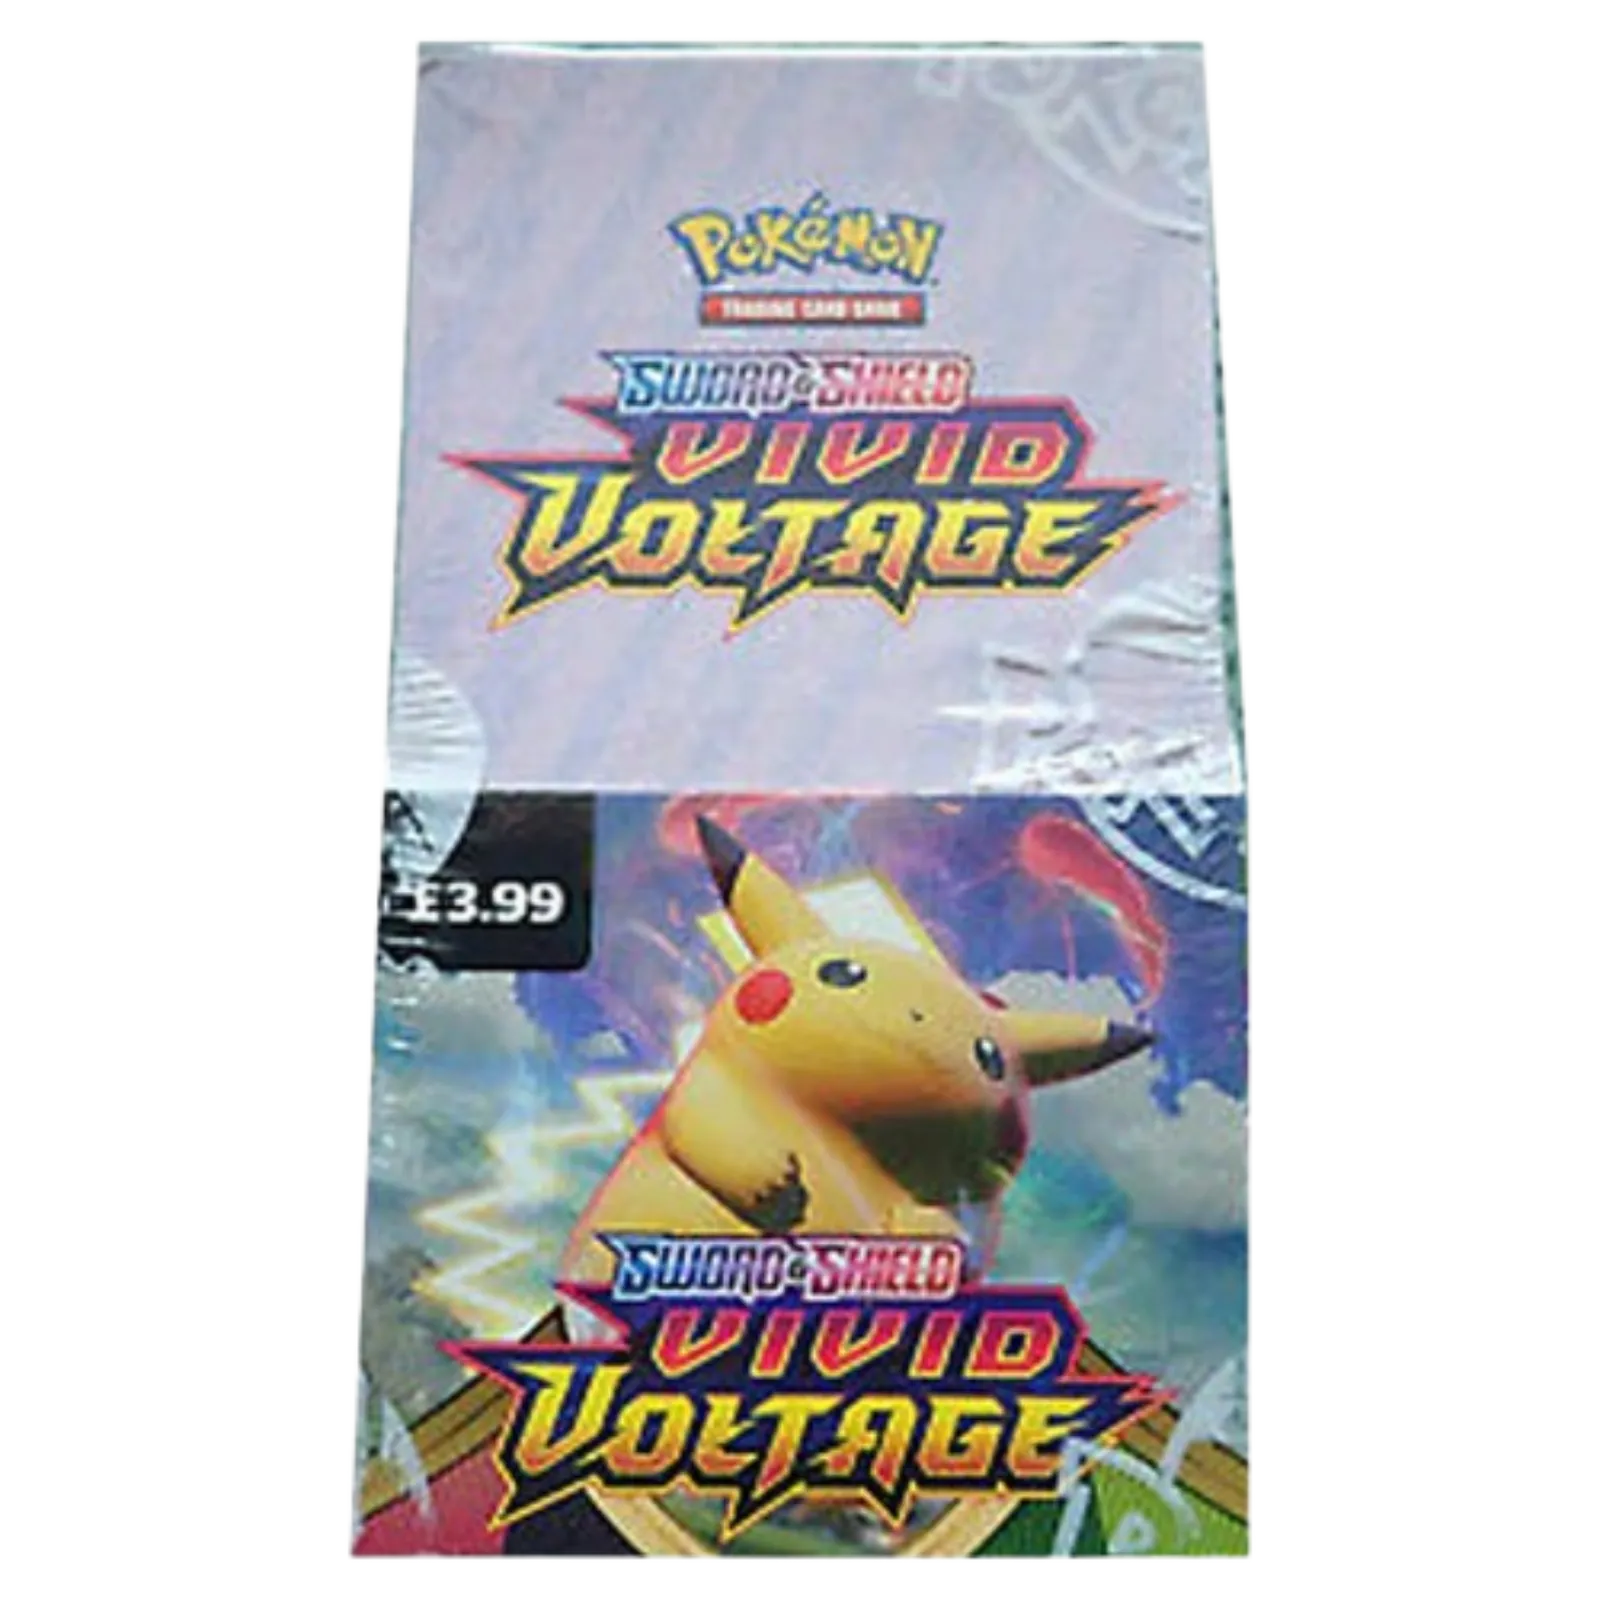 POKÉMON
TRADING CARD GAME
SWORD & SHIELD
VIVID
VOLTAGE
£3.99
SWORD & SHIELD
VIVID
VOLTAGE